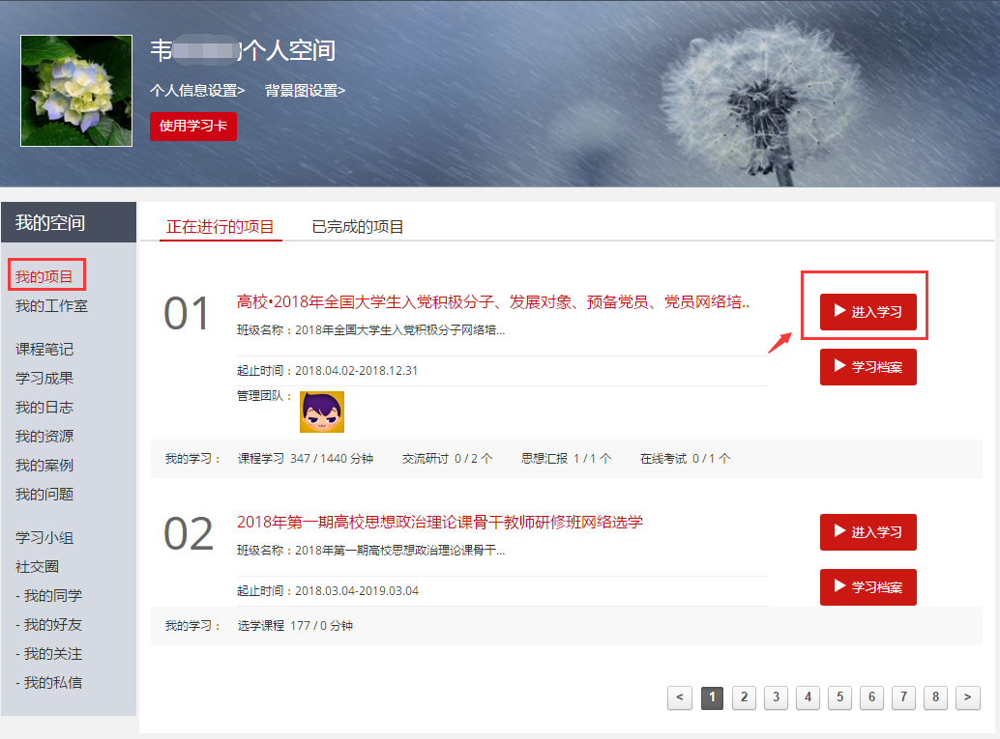 韦 个人空间
个人信息设置> 背景图设置>
使用学习卡
我的空间
我的项目
我的工作室
课程笔记
学习成果
我的日志
我的资源
我的案例
我的问题
学习小组
社交圈
- 我的同学
- 我的好友
- 我的关注
- 我的私信
正在进行的项目 已完成的项目
01
高校•2018年全国大学生入党积极分子、发展对象、预备党员、党员网络培..
班级名称：2018年全国大学生入党积极分子网络培...
起止时间：2018.04.02-2018.12.31
管理团队：
进入学习
学习档案
我的学习： 课程学习 347 / 1440 分钟 交流研讨 0 / 2 个 思想汇报 1 / 1 个 在线考试 0 / 1 个
02
2018年第一期高校思想政治理论课骨干教师研修班网络选学
班级名称：2018年第一期高校思想政治理论课骨干...
起止时间：2018.03.04-2019.03.04
进入学习
学习档案
我的学习： 选学课程 177 / 0 分钟
< 1 2 3 4 5 6 7 8 >